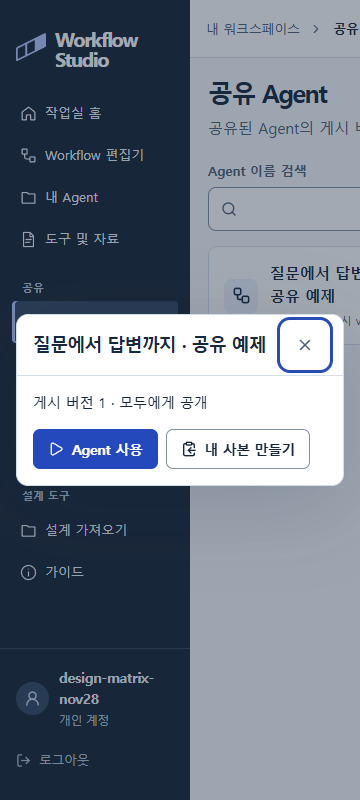 Workflow
Studio
작업실 홈
Workflow 편집기
내 Agent
도구 및 자료
공유
내 워크스페이스 > 공유
공유 Agent
공유된 Agent의 게시
Agent 이름 검색
질문에서 답변
공유 예제
질문에서 답변까지 · 공유 예제
게시 버전 1 · 모두에게 공개
Agent 사용
내 사본 만들기
설계 도구
설계 가져오기
가이드
design-matrix-
nov28
개인 계정
로그아웃